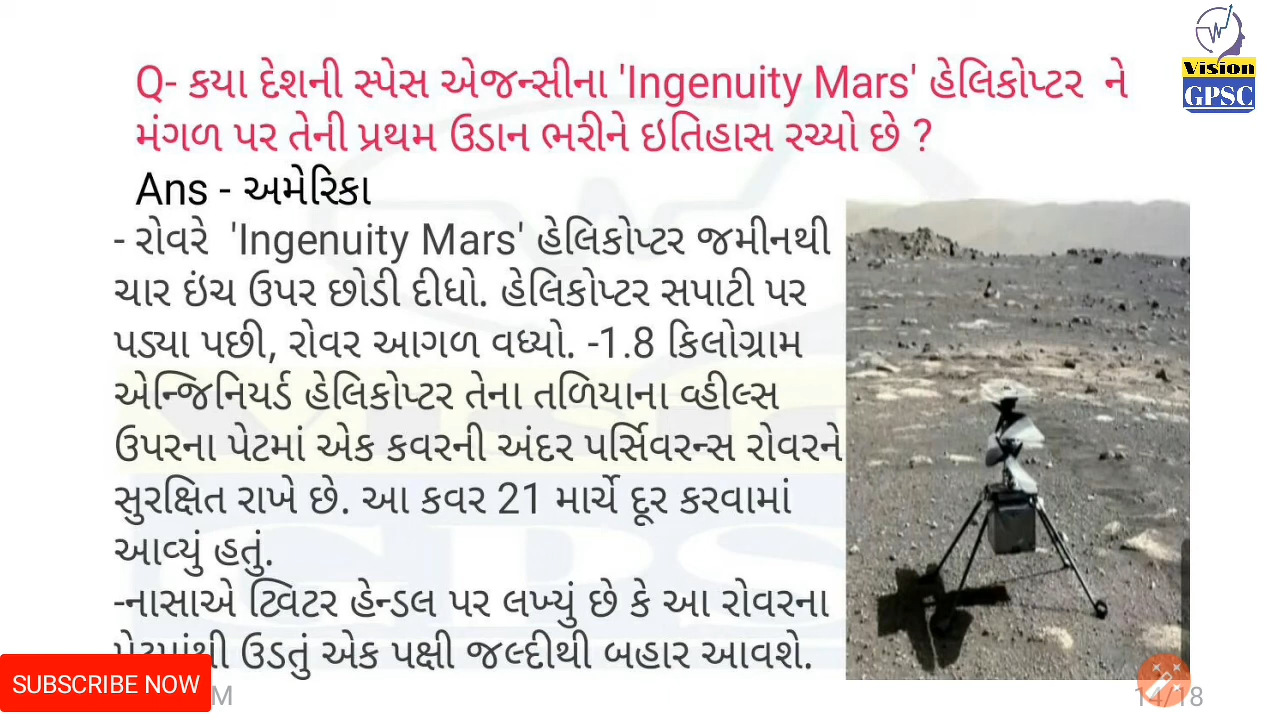 Vision
GPSC
Q- કયા દેશની સ્પેસ એજન્સીના 'Ingenuity Mars' હેલિકોપ્ટર ને
મંગળ પર તેની પ્રથમ ઉડાન ભરીને ઇતિહાસ રચ્યો છે ?
Ans - અમેરિકા
- રોવરે 'Ingenuity Mars' હેલિકોપ્ટર જમીનથી
ચાર ઇંચ ઉપર છોડી દીધો. હેલિકોપ્ટર સપાટી પર
પડ્યા પછી, રોવર આગળ વધ્યો. -1.8 કિલોગ્રામ
એન્જિનિયર્ડ હેલિકોપ્ટર તેના તળિયાના વ્હીલ્સ
ઉપરના પેટમાં એક કવરની અંદર પર્સિવરન્સ રોવરને
સુરક્ષિત રાખે છે. આ કવર 21 માર્ચે દૂર કરવામાં
આવ્યું હતું.
-નાસાએ ટ્વિટર હેન્ડલ પર લખ્યું છે કે આ રોવરના
પેટમાંથી ઉડતું એક પક્ષી જલ્દીથી બહાર આવશે.
SUBSCRIBE NOW
14/18